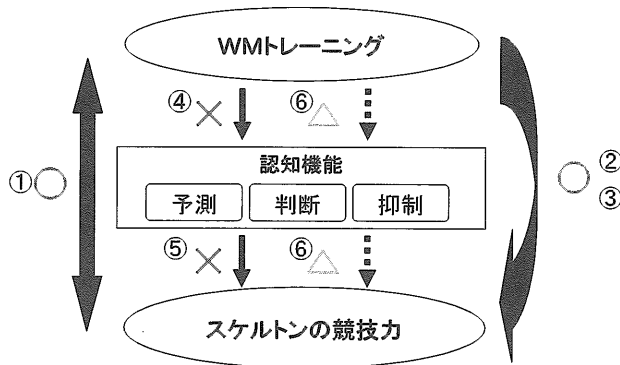 WMトレーニング
④ × ⑥ △
認知機能
① ○ 予測 判断 抑制 ○ ②
③
⑤ × ⑥ △
スケルトンの競技力